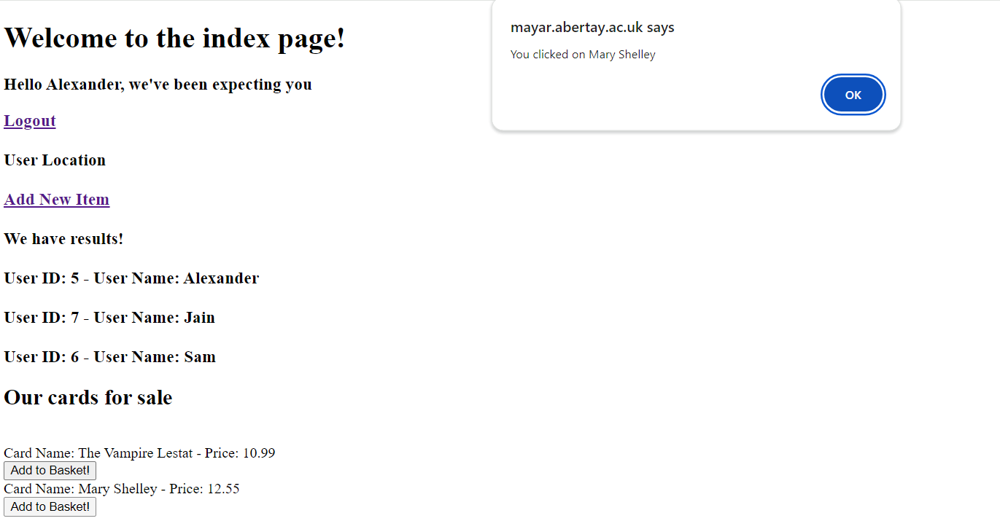 Welcome to the index page!
Hello Alexander, we've been expecting you
Logout
User Location
Add New Item
We have results!
User ID: 5 - User Name: Alexander
User ID: 7 - User Name: Jain
User ID: 6 - User Name: Sam
Our cards for sale
Card Name: The Vampire Lestat - Price: 10.99
Add to Basket!
Card Name: Mary Shelley - Price: 12.55
Add to Basket!
mayar.abertay.ac.uk says
You clicked on Mary Shelley
OK